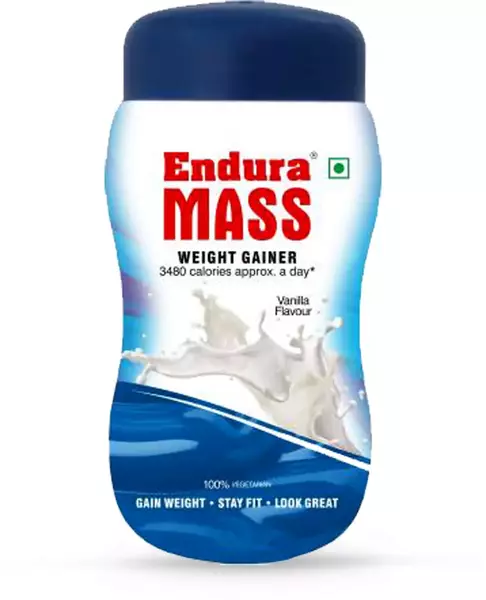 Endura®
MASS
WEIGHT GAINER
3480 calories approx. a day*
Vanilla
Flavour
100% VEGETARIAN
GAIN WEIGHT • STAY FIT • LOOK GREAT